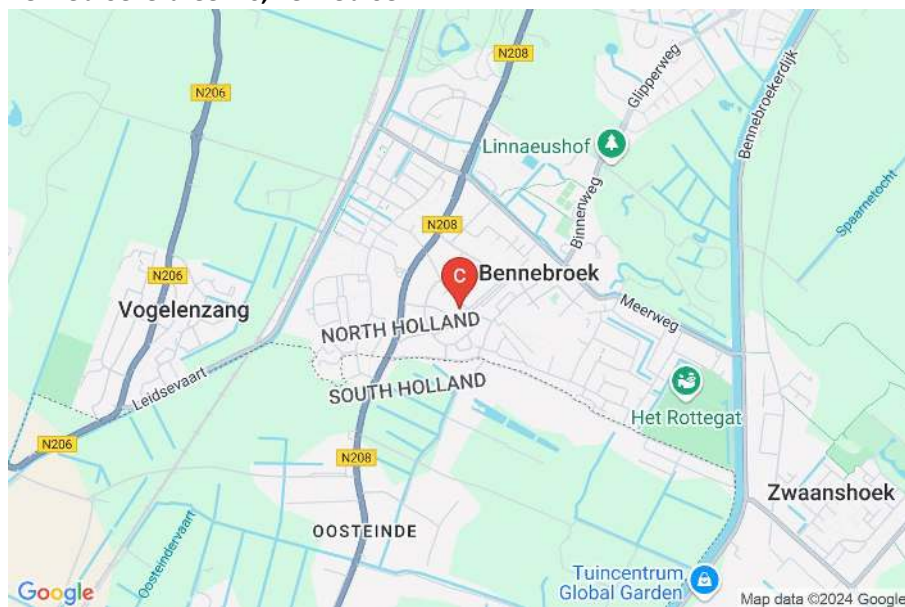 N208
N206
Glipperweg
Bennebroekerdijk
Linnaeushof
Spaarnetocht
Binnenweg
N208
N206
C
Bennebroek
Vogelenzang
Meerweg
NORTH HOLLAND
SOUTH HOLLAND
Leidsevaart
Het Rottegat
N206
N208
Zwaanshoek
OOSTEINDE
Oosteindervaart
Tuincentrum
Global Garden
Google
Map data ©2024 Google